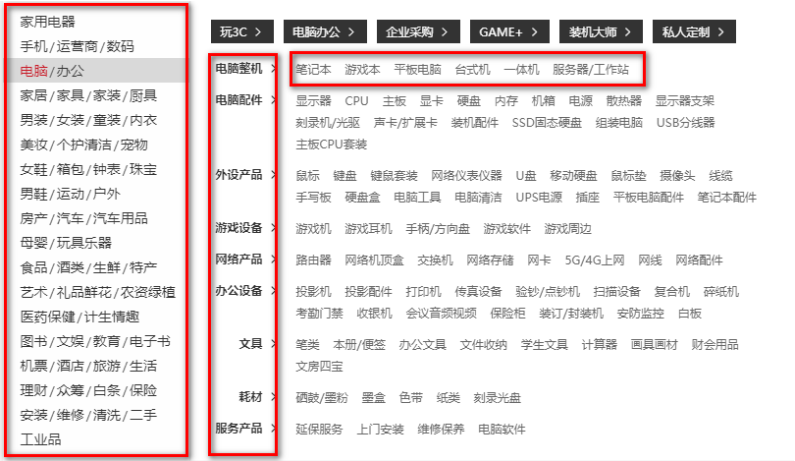 家用电器
手机/运营商/数码
电脑/办公
家居/家具/家装/厨具
男装/女装/童装/内衣
美妆/个护清洁/宠物
女鞋/箱包/钟表/珠宝
男鞋/运动/户外
房产/汽车/汽车用品
母婴/玩具乐器
食品/酒类/生鲜/特产
艺术/礼品鲜花/农资绿植
医药保健/计生情趣
图书/文娱/教育/电子书
机票/酒店/旅游/生活
理财/众筹/白条/保险
安装/维修/清洗/二手
工业品
玩3C > 电脑办公 > 企业采购 > GAME+ > 装机大师 > 私人定制 >
电脑整机 > 笔记本 游戏本 平板电脑 台式机 一体机 服务器/工作站
电脑配件 > 显示器 CPU 主板 显卡 硬盘 内存 机箱 电源 散热器 显示器支架
刻录机/光驱 声卡/扩展卡 装机配件 SSD固态硬盘 组装电脑 USB分线器
主板CPU套装
外设产品 > 鼠标 键盘 键鼠套装 网络仪表仪器 U盘 移动硬盘 鼠标垫 摄像头 线缆
手写板 硬盘盒 电脑工具 电脑清洁 UPS电源 插座 平板电脑配件 笔记本配件
游戏设备 > 游戏机 游戏耳机 手柄/方向盘 游戏软件 游戏周边
网络产品 > 路由器 网络机顶盒 交换机 网络存储 网卡 5G/4G上网 网线 网络配件
办公设备 > 投影机 投影配件 打印机 传真设备 验钞/点钞机 扫描设备 复合机 碎纸机
考勤门禁 收银机 会议音频视频 保险柜 装订/封装机 安防监控 白板
文具 > 笔类 本册/便签 办公文具 文件收纳 学生文具 计算器 画具画材 财会用品
文房四宝
耗材 > 硒鼓/墨粉 墨盒 色带 纸类 刻录光盘
服务产品 > 延保服务 上门安装 维修保养 电脑软件